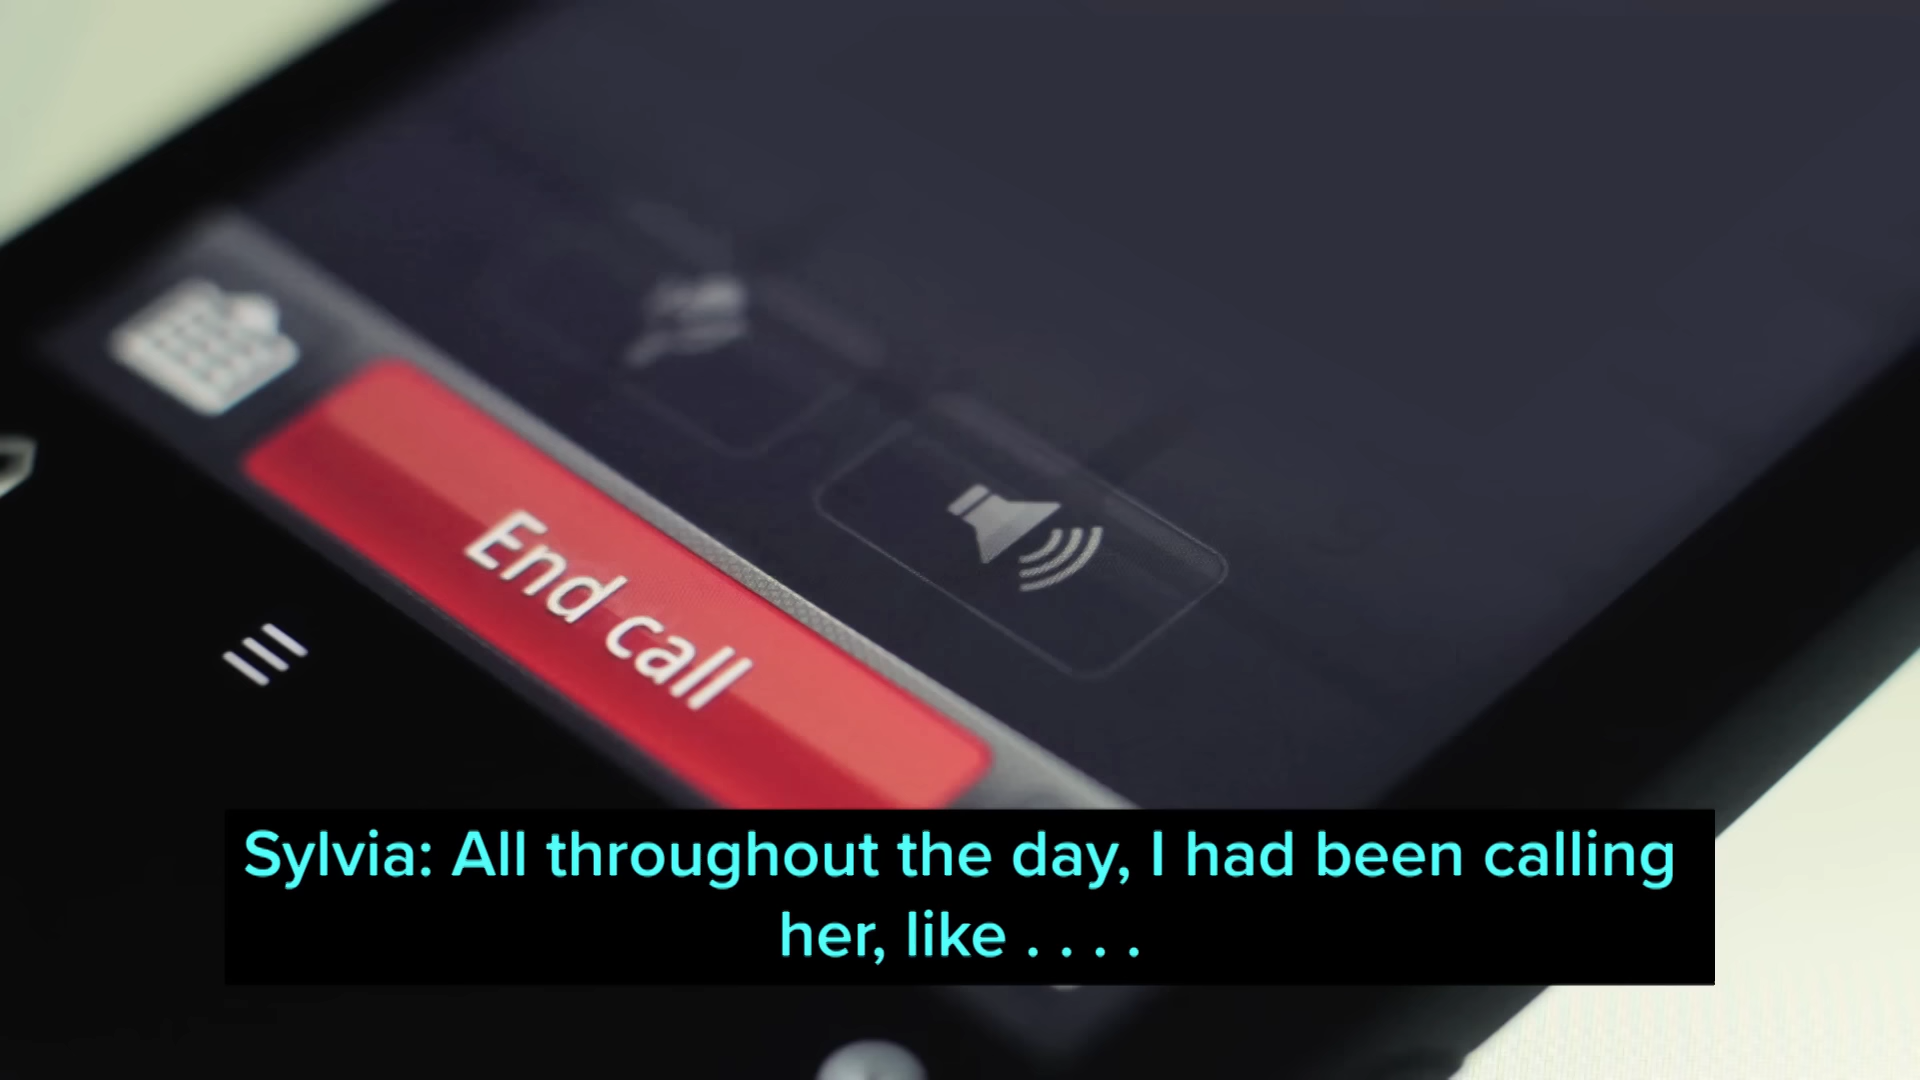 End call
Sylvia: All throughout the day, I had been calling
her, like . . . .